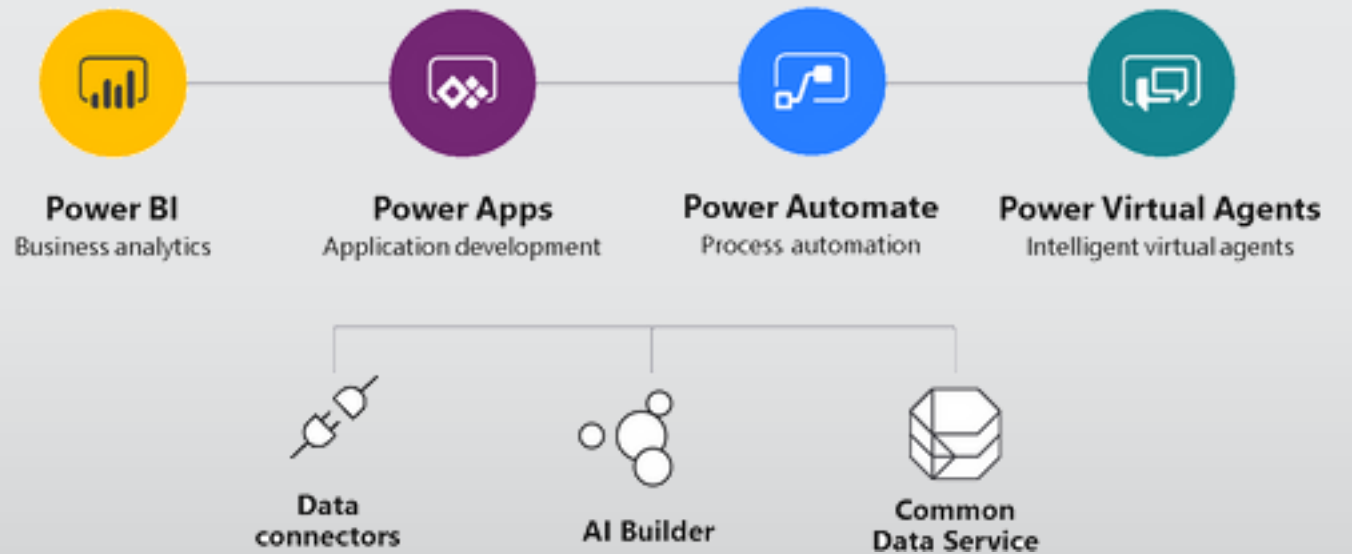 Power BI
Business analytics
Power Apps
Application development
Power Automate
Process automation
Power Virtual Agents
Intelligent virtual agents
Data
connectors
AI Builder
Common
Data Service